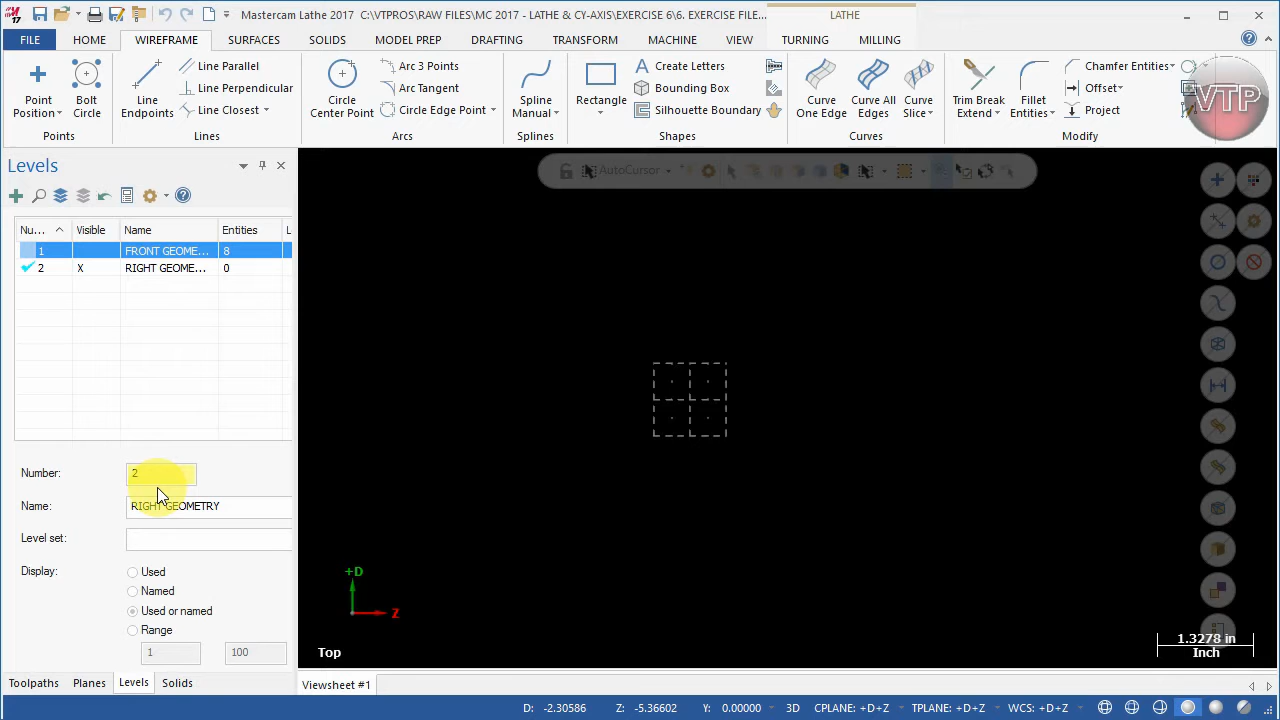 Mastercam Lathe 2017 C:\VTPROS\RAW FILES\MC 2017 - LATHE & CY-AXIS\EXERCISE 6\6. EXERCISE FILE...
LATHE
FILE HOME WIREFRAME SURFACES SOLIDS MODEL PREP DRAFTING TRANSFORM MACHINE VIEW TURNING MILLING
Point Position
Bolt Circle
Points
Line Endpoints
Line Parallel
Line Perpendicular
Line Closest
Lines
Circle Center Point
Arc 3 Points
Arc Tangent
Circle Edge Point
Arcs
Spline Manual
Splines
Rectangle
Create Letters
Bounding Box
Silhouette Boundary
Shapes
Curve One Edge
Curve All Edges
Curve Slice
Curves
Trim Break Extend
Fillet Entities
Chamfer Entities
Offset
Project
Modify
VTP
Levels
AutoCursor
Nu... Visible Name Entities L
1 FRONT GEOME... 8
2 X RIGHT GEOME... 0
Number: 2
Name: RIGHT GEOMETRY
Level set:
Display: Used
Named
Used or named
Range
1 100
+D
Z
Top
1.3278 in
Inch
Toolpaths Planes Levels Solids
Viewsheet #1
D: -2.30586 Z: -5.36602 Y: 0.00000 3D CPLANE: +D+Z TPLANE: +D+Z WCS: +D+Z